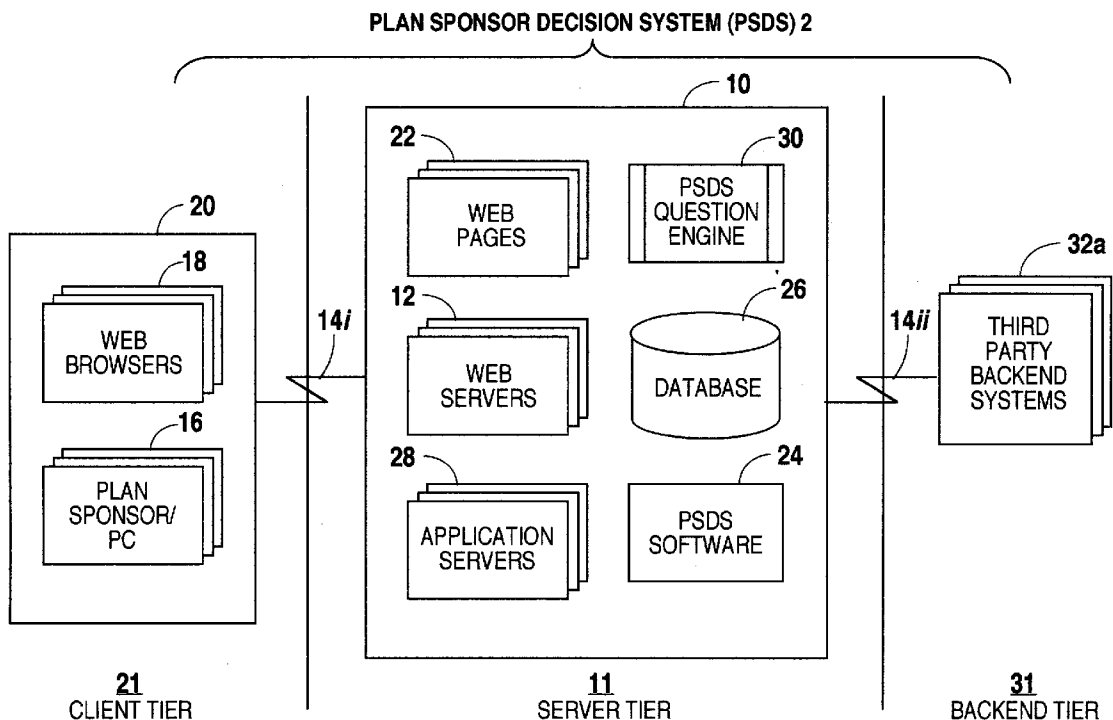 PLAN SPONSOR DECISION SYSTEM (PSDS) 2
10
22
WEB
PAGES
30
PSDS
QUESTION
ENGINE
20
18
WEB
BROWSERS
16
PLAN
SPONSOR/
PC
14i
12
WEB
SERVERS
26
DATABASE
28
APPLICATION
SERVERS
24
PSDS
SOFTWARE
14ii
32a
THIRD
PARTY
BACKEND
SYSTEMS
21
CLIENT TIER
11
SERVER TIER
31
BACKEND TIER